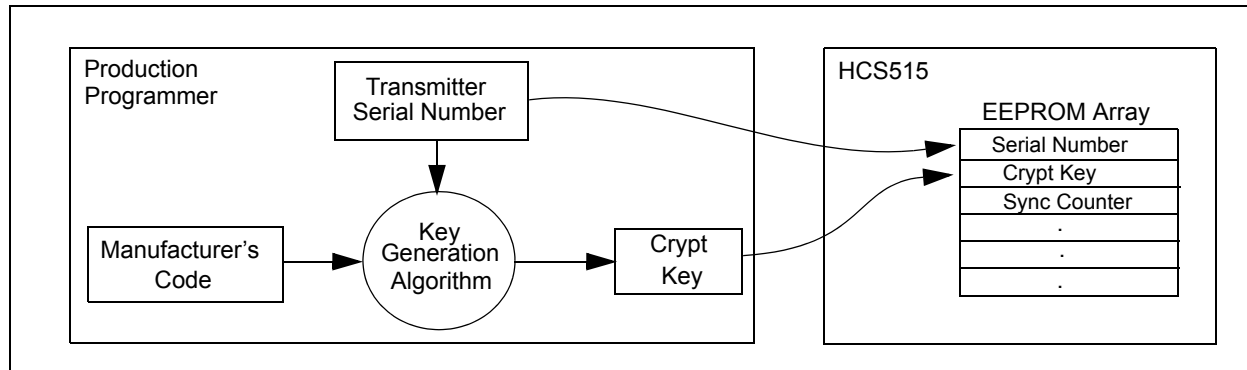 Production
Programmer
Transmitter
Serial Number
Manufacturer’s
Code
Key
Generation
Algorithm
Crypt
Key
HCS515
EEPROM Array
Serial Number
Crypt Key
Sync Counter
.
.
.